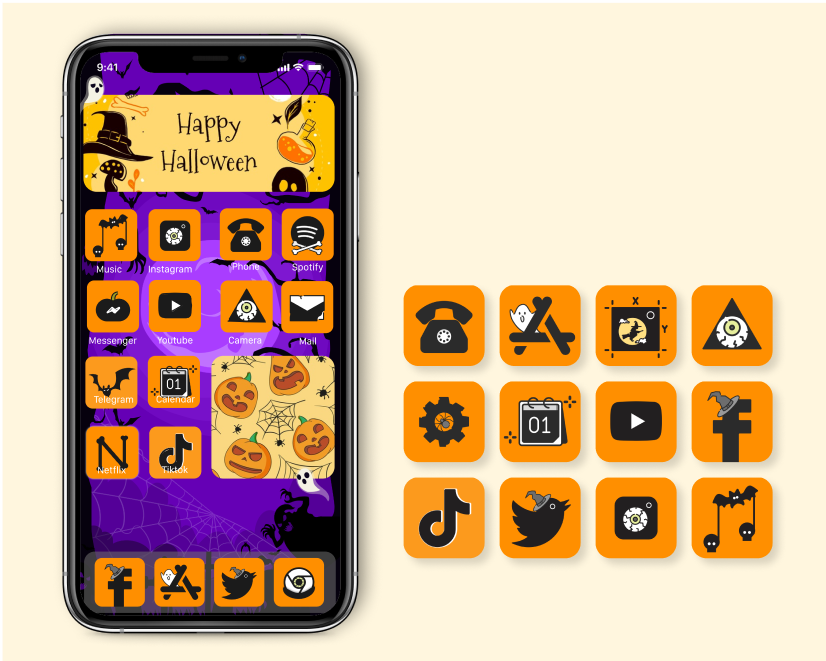 9:41
Happy
Halloween
Music Instagram Phone Spotify
Messenger Youtube Camera Mail
01
Telegram Calendar
N
Netflix Tiktok
f
X
Y
01
f